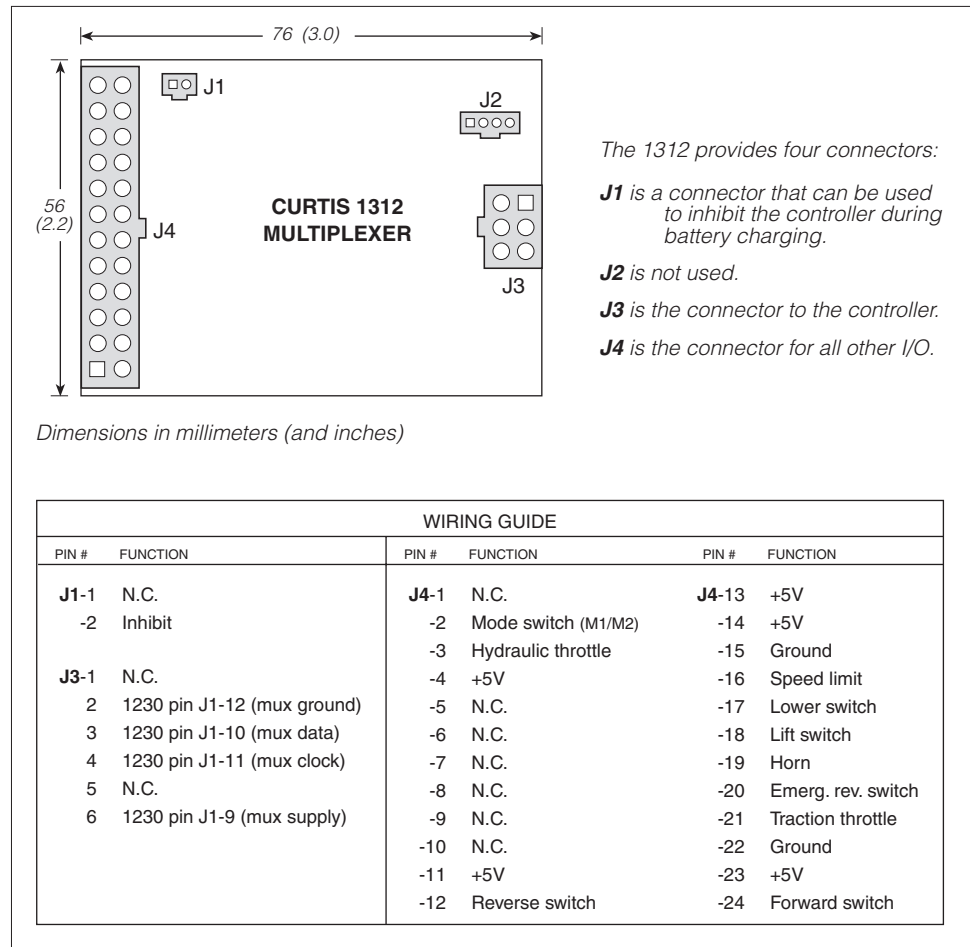 76 (3.0)
J1
J2
56
(2.2)
J4
CURTIS 1312
MULTIPLEXER
J3
The 1312 provides four connectors:
J1 is a connector that can be used
to inhibit the controller during
battery charging.
J2 is not used.
J3 is the connector to the controller.
J4 is the connector for all other I/O.
Dimensions in millimeters (and inches)
WIRING GUIDE
PIN # FUNCTION PIN # FUNCTION PIN # FUNCTION
J1-1 N.C. J4-1 N.C. J4-13 +5V
-2 Inhibit -2 Mode switch (M1/M2) -14 +5V
-3 Hydraulic throttle -15 Ground
J3-1 N.C. -4 +5V -16 Speed limit
2 1230 pin J1-12 (mux ground) -5 N.C. -17 Lower switch
3 1230 pin J1-10 (mux data) -6 N.C. -18 Lift switch
4 1230 pin J1-11 (mux clock) -7 N.C. -19 Horn
5 N.C. -8 N.C. -20 Emerg. rev. switch
6 1230 pin J1-9 (mux supply) -9 N.C. -21 Traction throttle
-10 N.C. -22 Ground
-11 +5V -23 +5V
-12 Reverse switch -24 Forward switch